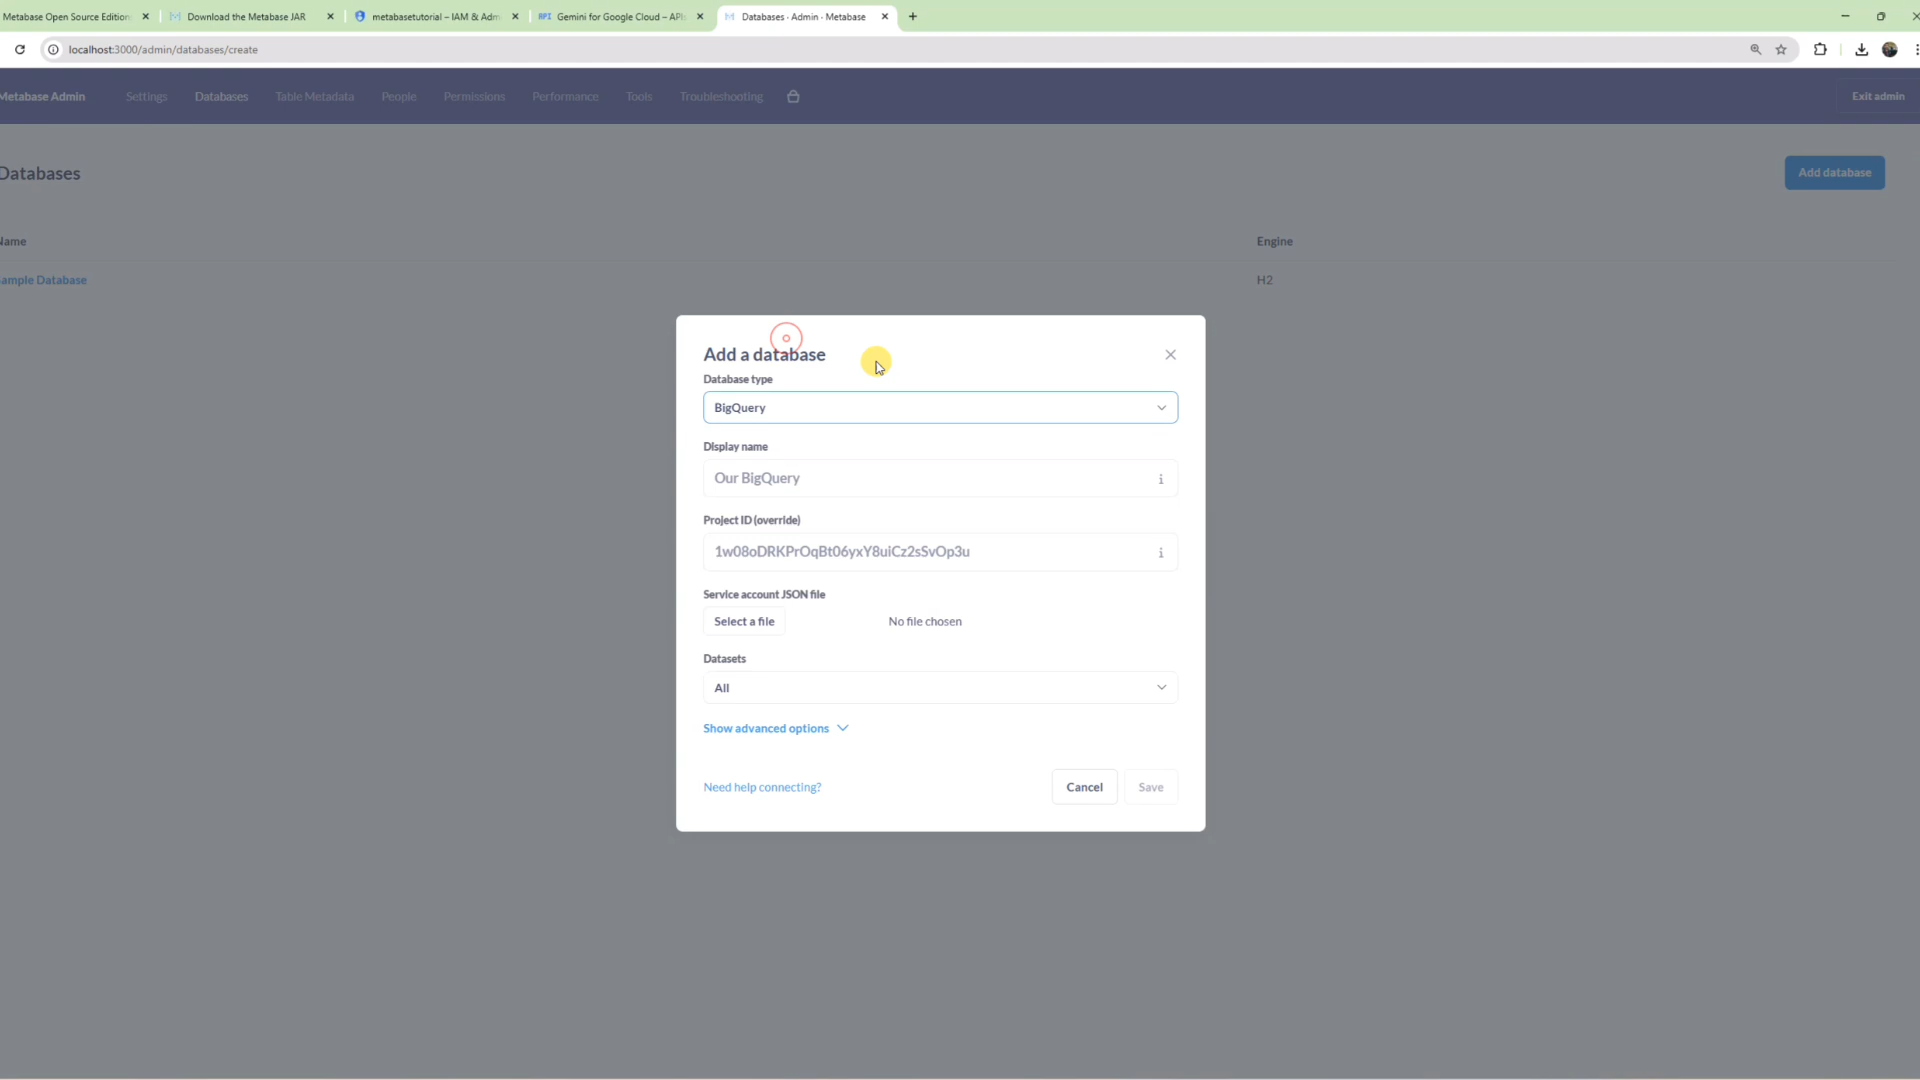 Metabase Open Source Edition
Download the Metabase JAR
metabasetutorial – IAM & Adm
API Gemini for Google Cloud – APIs
Databases · Admin · Metabase
localhost:3000/admin/databases/create
Metabase Admin
Settings
Databases
Table Metadata
People
Permissions
Performance
Tools
Troubleshooting
Exit admin
Databases
Add database
Name
Engine
Sample Database
H2
Add a database
Database type
BigQuery
Display name
Our BigQuery
Project ID (override)
1w08oDRKPrOqBt06yxY8uiCz2sSvOp3u
Service account JSON file
Select a file
No file chosen
Datasets
All
Show advanced options
Need help connecting?
Cancel
Save